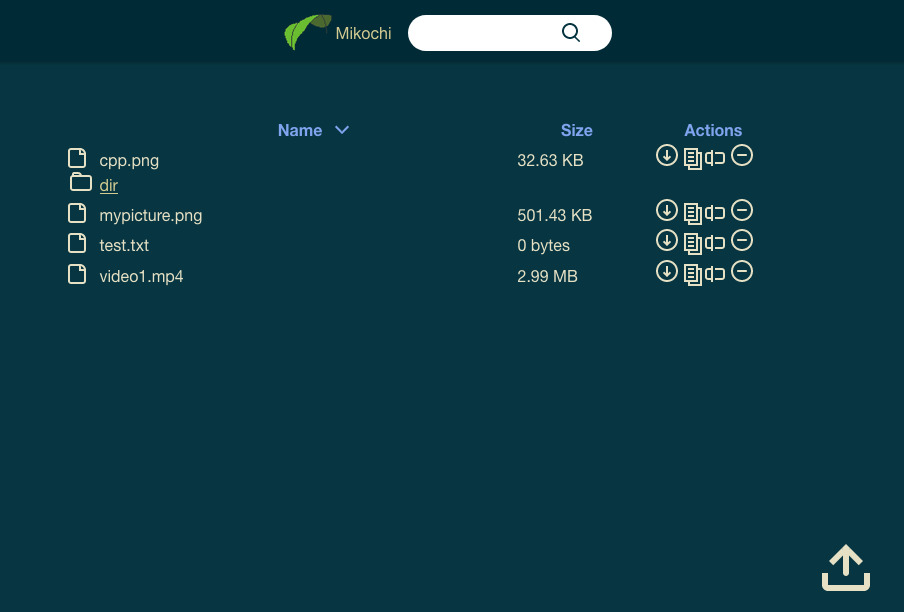 Mikochi
Name Size Actions
cpp.png 32.63 KB
dir
mypicture.png 501.43 KB
test.txt 0 bytes
video1.mp4 2.99 MB